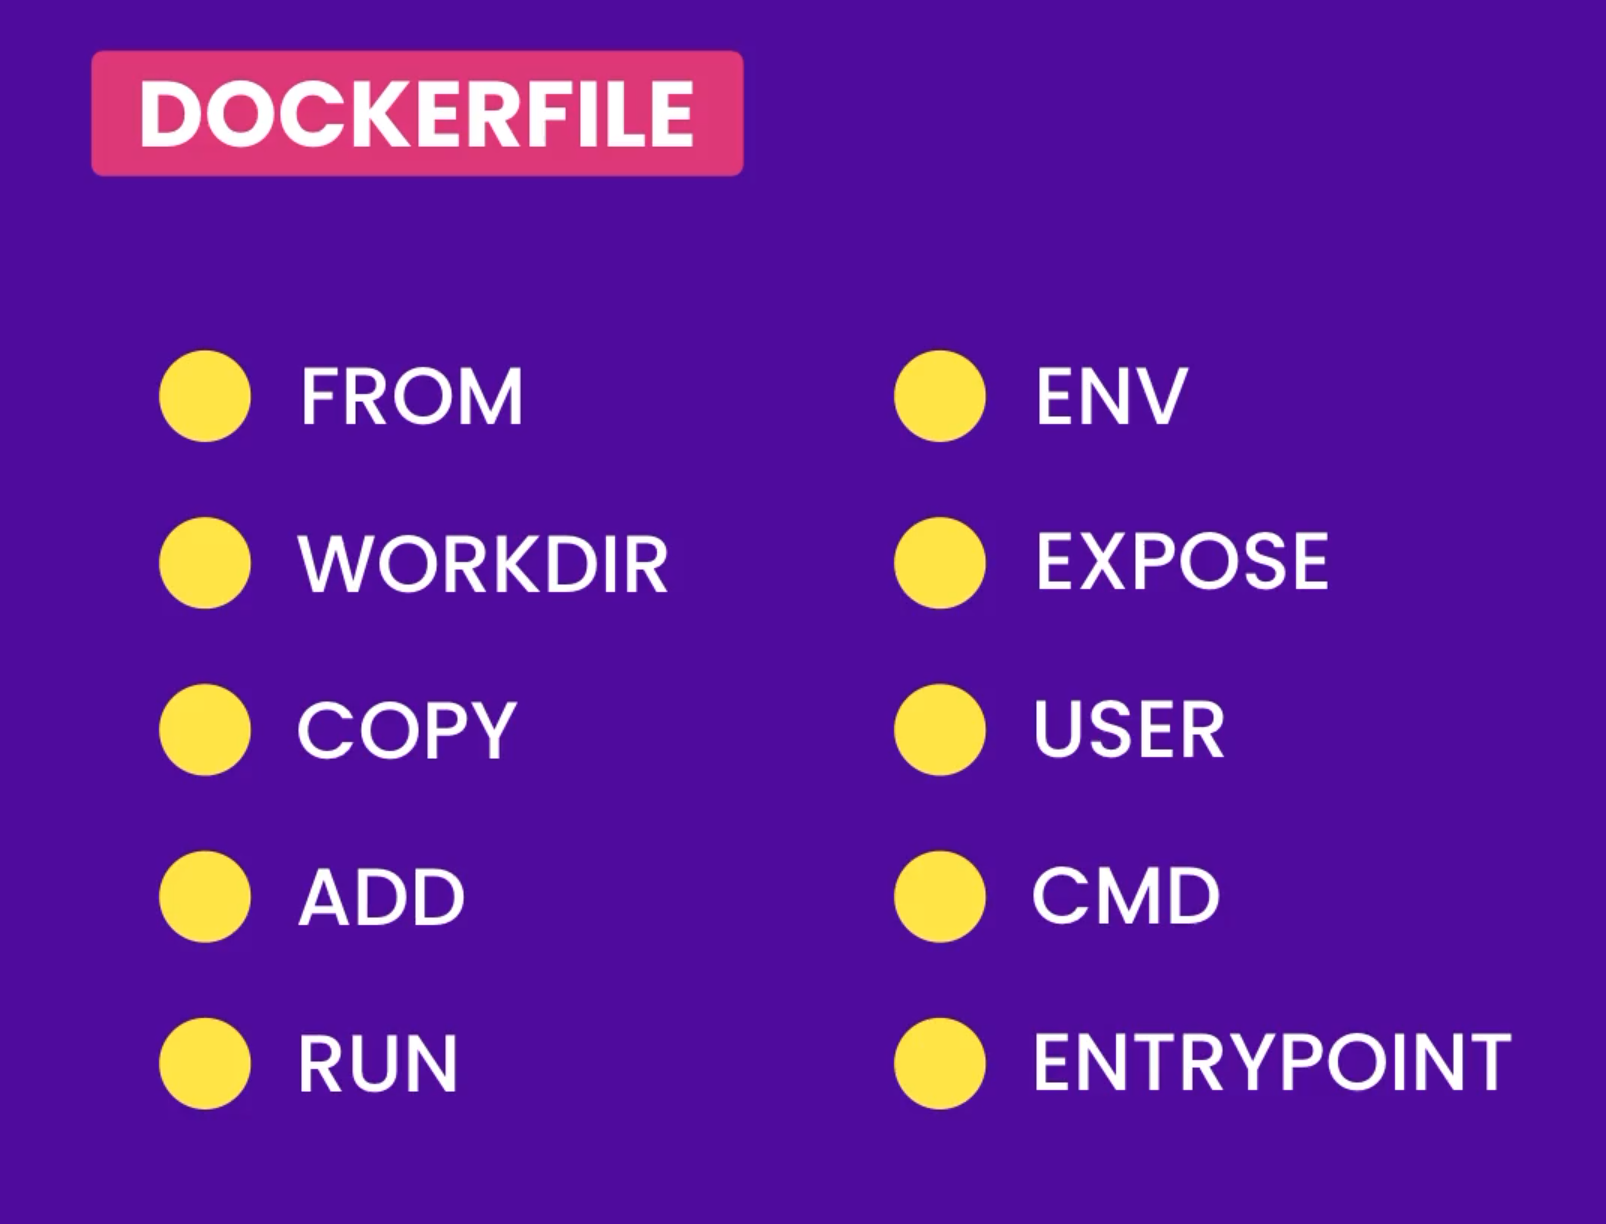 DOCKERFILE
FROM
WORKDIR
COPY
ADD
RUN
ENV
EXPOSE
USER
CMD
ENTRYPOINT